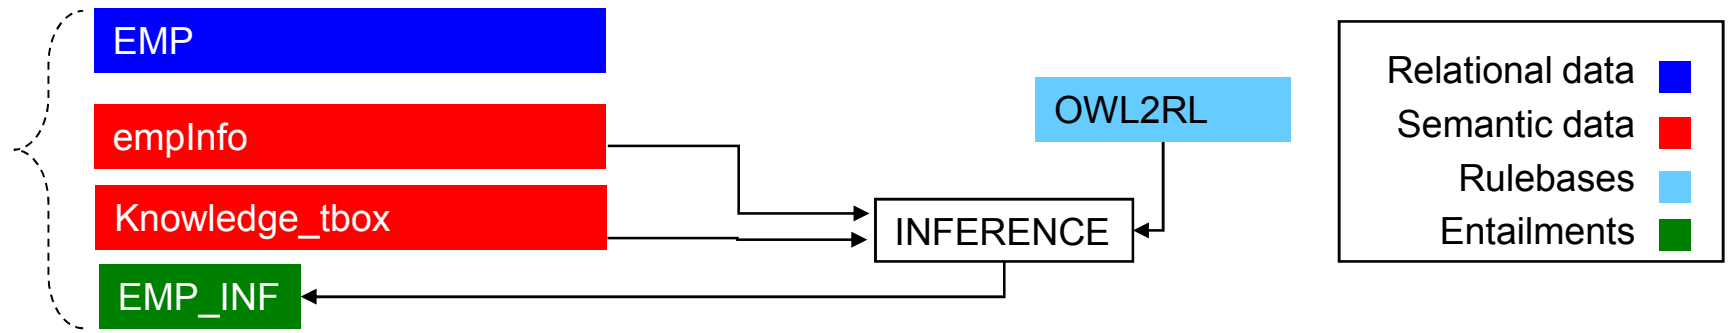 EMP
empInfo
Knowledge_tbox
EMP_INF
INFERENCE
OWL2RL
Relational data
Semantic data
Rulebases
Entailments